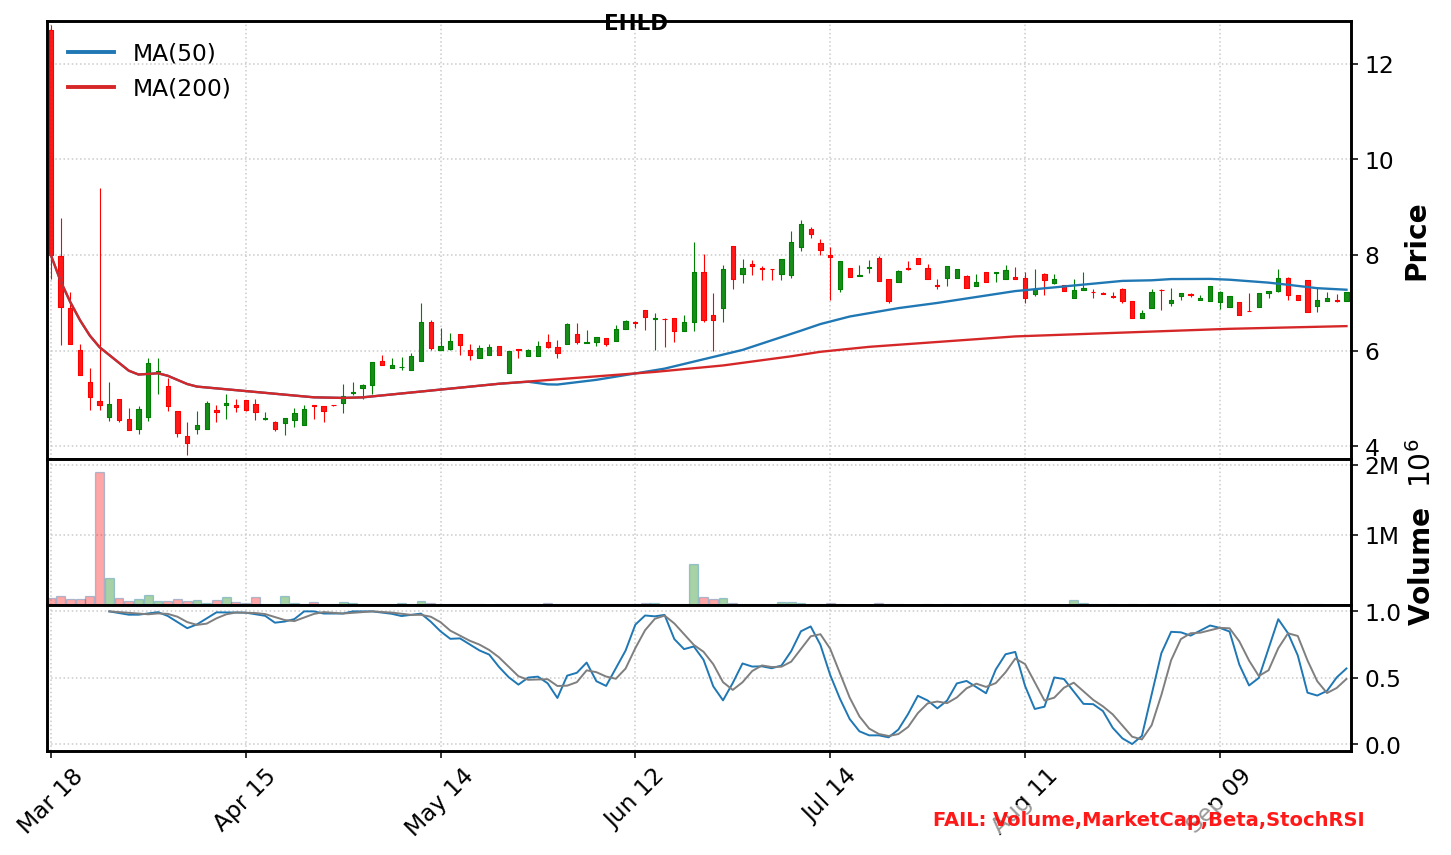 EHLD
MA(50)
MA(200)
12
10
8
6
4
Price
2M
1M
10⁶
Volume
1.0
0.5
0.0
Mar 18
Apr 15
May 14
Jun 12
Jul 14
Aug 11
Sep 09
FAIL: Volume,MarketCap,Beta,StochRSI